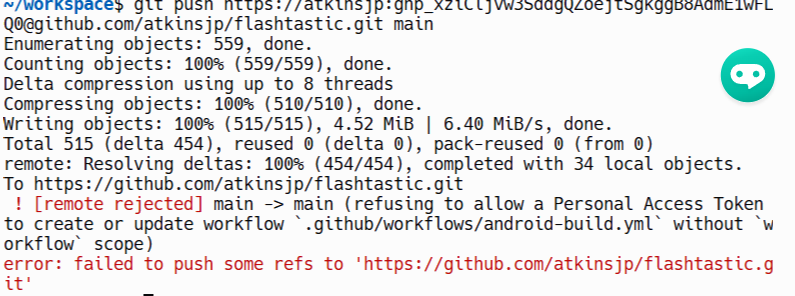 ~/workspace$ git push
Q0@github.com/atkinsjp/flashtastic.git main
Enumerating objects: 559, done.
Counting objects: 100% (559/559), done.
Delta compression using up to 8 threads
Compressing objects: 100% (510/510), done.
Writing objects: 100% (515/515), 4.52 MiB | 6.40 MiB/s, done.
Total 515 (delta 454), reused 0 (delta 0), pack-reused 0 (from 0)
remote: Resolving deltas: 100% (454/454), completed with 34 local objects.
To https://github.com/atkinsjp/flashtastic.git
 ! [remote rejected] main -> main (refusing to allow a Personal Access Token
to create or update workflow `.github/workflows/android-build.yml` without `w
orkflow` scope)
error: failed to push some refs to 'https://github.com/atkinsjp/flashtastic.g
it'